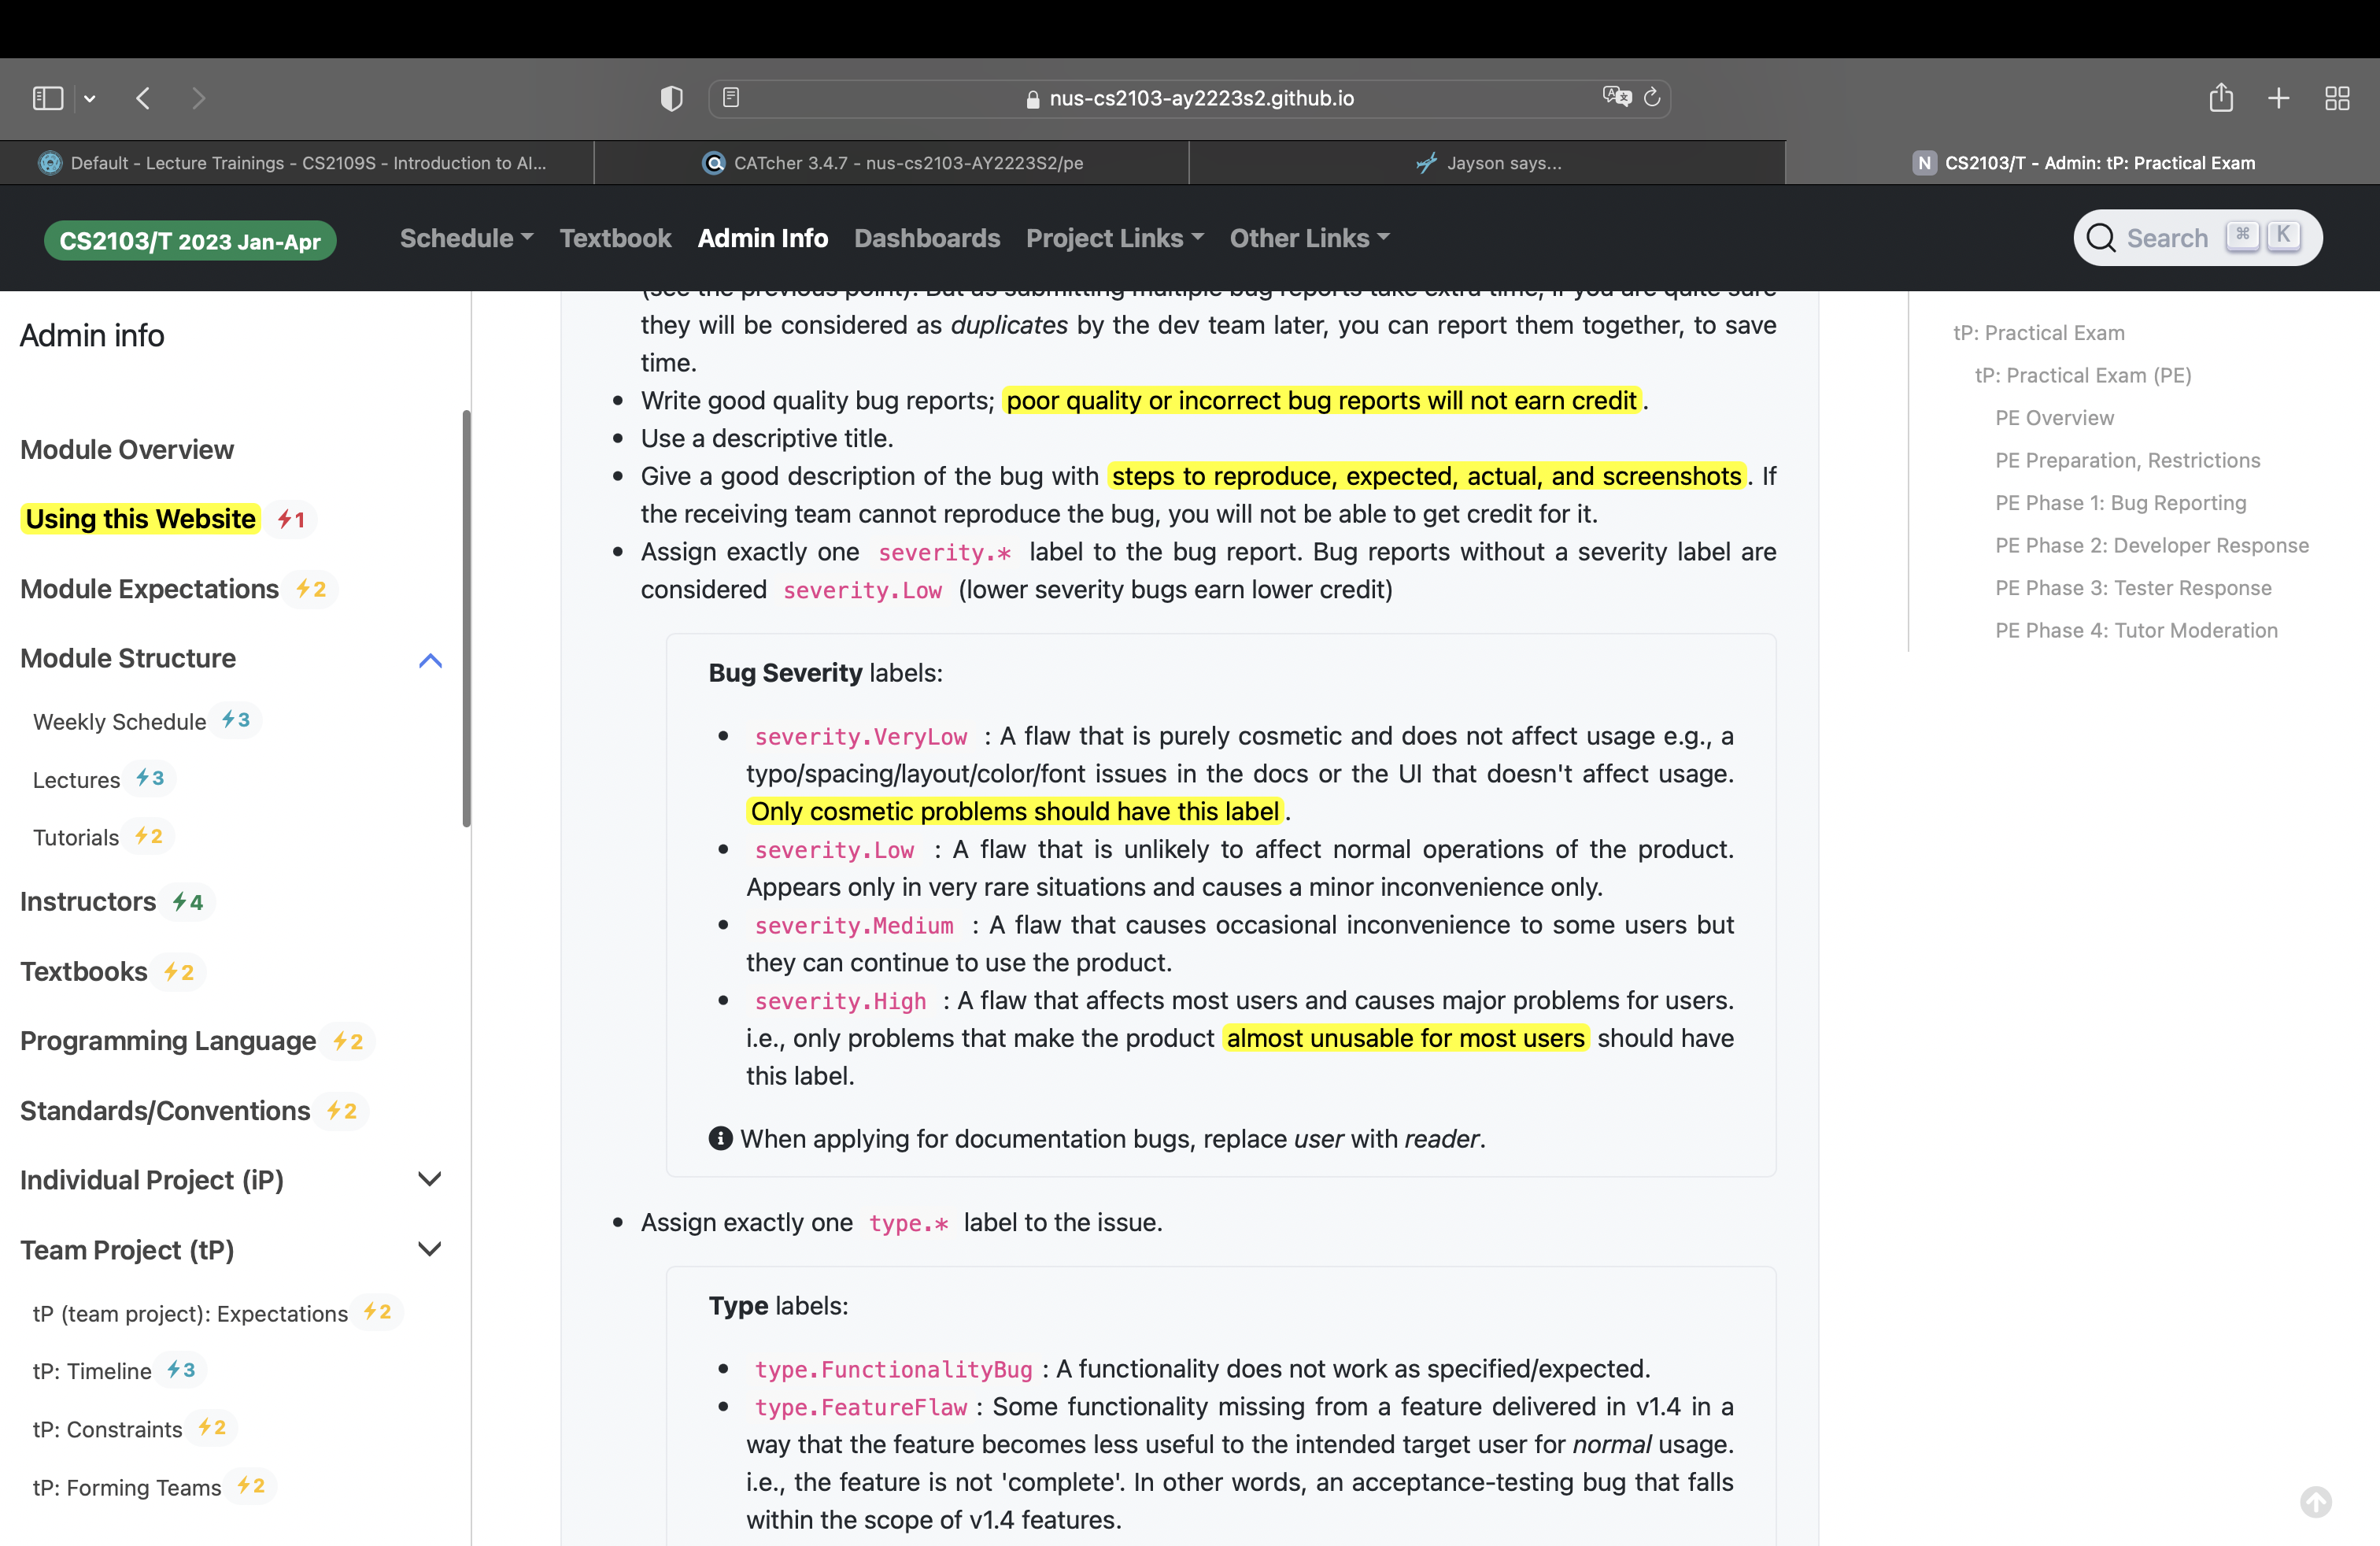 nus-cs2103-ay2223s2.github.io
Default - Lecture Trainings - CS2109S - Introduction to AI...
CATcher 3.4.7 - nus-cs2103-AY2223S2/pe
Jayson says...
N CS2103/T - Admin: tP: Practical Exam
CS2103/T 2023 Jan-Apr
Schedule
Textbook
Admin Info
Dashboards
Project Links
Other Links
Search ⌘ K
Admin info
Module Overview
Using this Website 1
Module Expectations 2
Module Structure
Weekly Schedule 3
Lectures 3
Tutorials 2
Instructors 4
Textbooks 2
Programming Language 2
Standards/Conventions 2
Individual Project (iP)
Team Project (tP)
tP (team project): Expectations 2
tP: Timeline 3
tP: Constraints 2
tP: Forming Teams 2
(see the previous point). But as submitting multiple bug reports take extra time, if you are quite sure
they will be considered as duplicates by the dev team later, you can report them together, to save
time.
• Write good quality bug reports; poor quality or incorrect bug reports will not earn credit.
• Use a descriptive title.
• Give a good description of the bug with steps to reproduce, expected, actual, and screenshots. If
the receiving team cannot reproduce the bug, you will not be able to get credit for it.
• Assign exactly one severity.* label to the bug report. Bug reports without a severity label are
considered severity.Low (lower severity bugs earn lower credit)
Bug Severity labels:
• severity.VeryLow : A flaw that is purely cosmetic and does not affect usage e.g., a
typo/spacing/layout/color/font issues in the docs or the UI that doesn't affect usage.
Only cosmetic problems should have this label.
• severity.Low : A flaw that is unlikely to affect normal operations of the product.
Appears only in very rare situations and causes a minor inconvenience only.
• severity.Medium : A flaw that causes occasional inconvenience to some users but
they can continue to use the product.
• severity.High : A flaw that affects most users and causes major problems for users.
i.e., only problems that make the product almost unusable for most users should have
this label.
When applying for documentation bugs, replace user with reader.
• Assign exactly one type.* label to the issue.
Type labels:
• type.FunctionalityBug : A functionality does not work as specified/expected.
• type.FeatureFlaw : Some functionality missing from a feature delivered in v1.4 in a
way that the feature becomes less useful to the intended target user for normal usage.
i.e., the feature is not 'complete'. In other words, an acceptance-testing bug that falls
within the scope of v1.4 features.
tP: Practical Exam
tP: Practical Exam (PE)
PE Overview
PE Preparation, Restrictions
PE Phase 1: Bug Reporting
PE Phase 2: Developer Response
PE Phase 3: Tester Response
PE Phase 4: Tutor Moderation